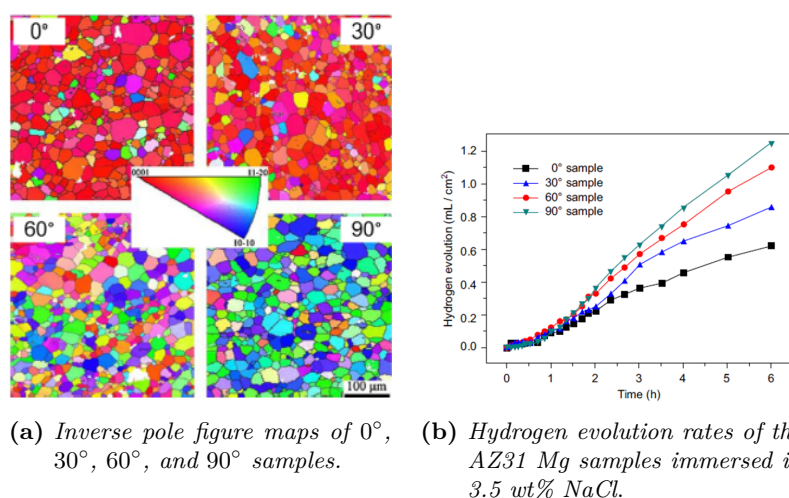 0°
30°
0001
11-20
10-10
60°
90°
100 μm
(a) Inverse pole figure maps of 0°,
30°, 60°, and 90° samples.
Hydrogen evolution (mL / cm²)
1.2
1.0
0.8
0.6
0.4
0.2
0.0
0° sample
30° sample
60° sample
90° sample
0 1 2 3 4 5 6
Time (h)
(b) Hydrogen evolution rates of th
AZ31 Mg samples immersed i
3.5 wt% NaCl.